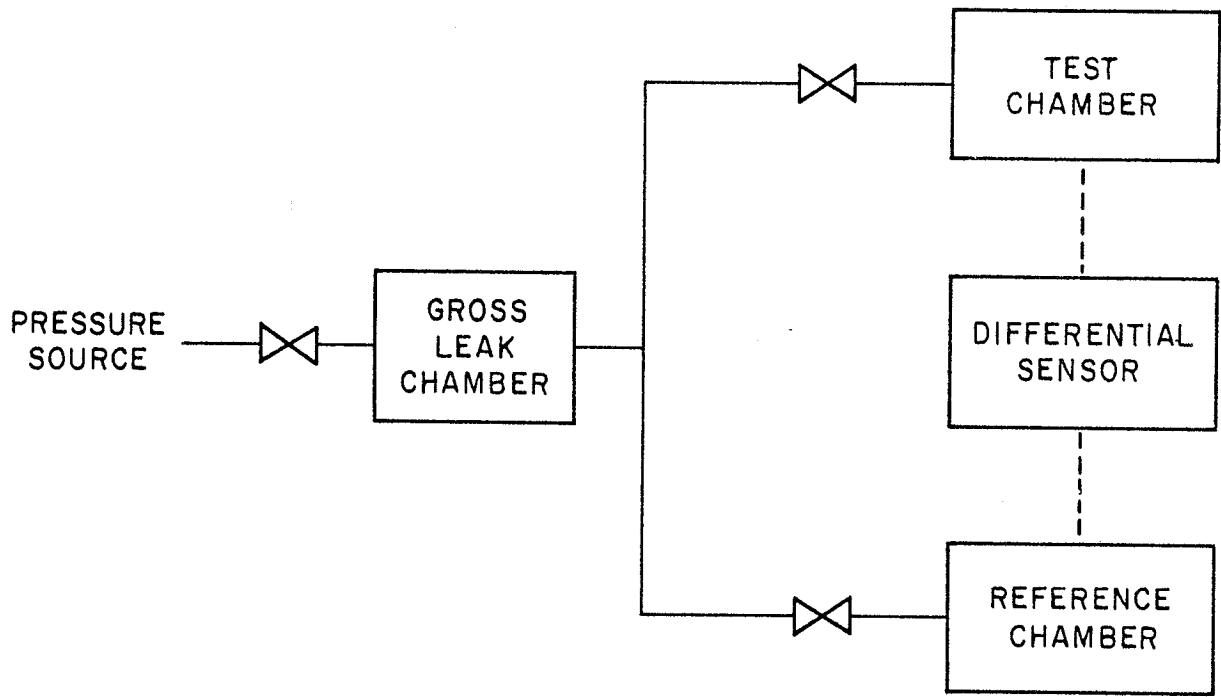 PRESSURE
SOURCE
GROSS
LEAK
CHAMBER
TEST
CHAMBER
DIFFERENTIAL
SENSOR
REFERENCE
CHAMBER